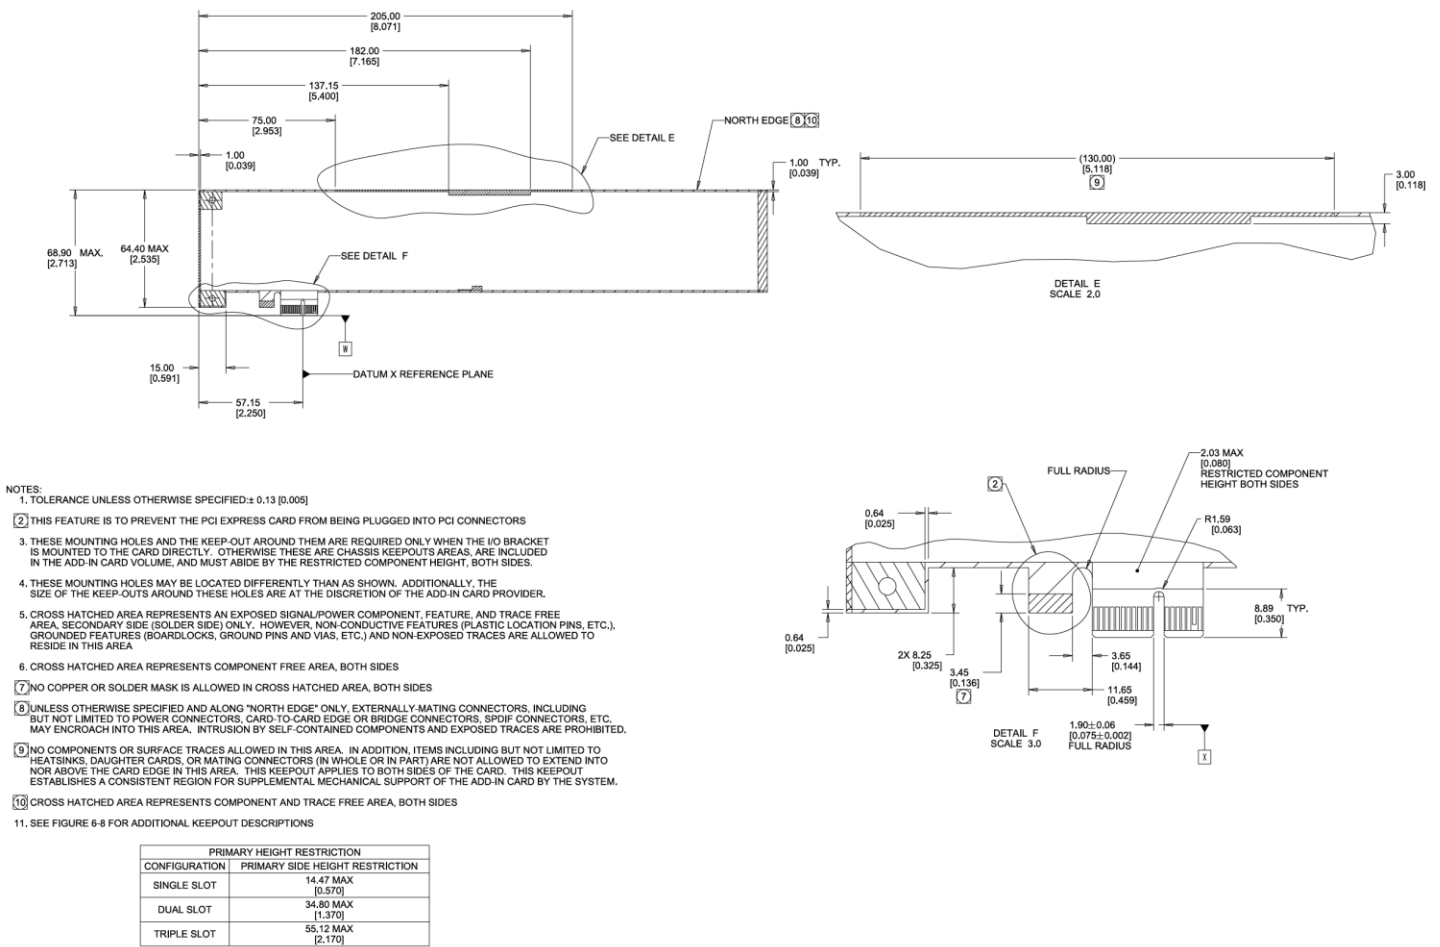 205.00
[8.071]
182.00
[7.165]
137.15
[5.400]
75.00
[2.953]
1.00
[0.039]
SEE DETAIL E
NORTH EDGE 8 10
1.00 TYP.
[0.039]
68.90 MAX.
[2.713]
64.40 MAX
[2.535]
SEE DETAIL F
W
15.00
[0.591]
DATUM X REFERENCE PLANE
57.15
[2.250]
(130.00)
[5.118]
9
3.00
[0.118]
DETAIL E
SCALE 2,0
NOTES:
1. TOLERANCE UNLESS OTHERWISE SPECIFIED:± 0.13 [0.005]
2 THIS FEATURE IS TO PREVENT THE PCI EXPRESS CARD FROM BEING PLUGGED INTO PCI CONNECTORS
3. THESE MOUNTING HOLES AND THE KEEP-OUT AROUND THEM ARE REQUIRED ONLY WHEN THE I/O BRACKET
IS MOUNTED TO THE CARD DIRECTLY. OTHERWISE THESE ARE CHASSIS KEEPOUTS AREAS, ARE INCLUDED
IN THE ADD-IN CARD VOLUME, AND MUST ABIDE BY THE RESTRICTED COMPONENT HEIGHT, BOTH SIDES.
4. THESE MOUNTING HOLES MAY BE LOCATED DIFFERENTLY THAN AS SHOWN. ADDITIONALLY, THE
SIZE OF THE KEEP-OUTS AROUND THESE HOLES ARE AT THE DISCRETION OF THE ADD-IN CARD PROVIDER.
5. CROSS HATCHED AREA REPRESENTS AN EXPOSED SIGNAL/POWER COMPONENT, FEATURE, AND TRACE FREE
AREA, SECONDARY SIDE (SOLDER SIDE) ONLY. HOWEVER, NON-CONDUCTIVE FEATURES (PLASTIC LOCATION PINS, ETC.),
GROUNDED FEATURES (BOARDLOCKS, GROUND PINS AND VIAS, ETC.) AND NON-EXPOSED TRACES ARE ALLOWED TO
RESIDE IN THIS AREA
6. CROSS HATCHED AREA REPRESENTS COMPONENT FREE AREA, BOTH SIDES
7 NO COPPER OR SOLDER MASK IS ALLOWED IN CROSS HATCHED AREA, BOTH SIDES
8 UNLESS OTHERWISE SPECIFIED AND ALONG "NORTH EDGE" ONLY, EXTERNALLY-MATING CONNECTORS, INCLUDING
BUT NOT LIMITED TO POWER CONNECTORS, CARD-TO-CARD EDGE OR BRIDGE CONNECTORS, SPDIF CONNECTORS, ETC.
MAY ENCROACH INTO THIS AREA. INTRUSION BY SELF-CONTAINED COMPONENTS AND EXPOSED TRACES ARE PROHIBITED.
9 NO COMPONENTS OR SURFACE TRACES ALLOWED IN THIS AREA. IN ADDITION, ITEMS INCLUDING BUT NOT LIMITED TO
HEATSINKS, DAUGHTER CARDS, OR MATING CONNECTORS (IN WHOLE OR IN PART) ARE NOT ALLOWED TO EXTEND INTO
NOR ABOVE THE CARD EDGE IN THIS AREA. THIS KEEPOUT APPLIES TO BOTH SIDES OF THE CARD. THIS KEEPOUT
ESTABLISHES A CONSISTENT REGION FOR SUPPLEMENTAL MECHANICAL SUPPORT OF THE ADD-IN CARD BY THE SYSTEM.
10 CROSS HATCHED AREA REPRESENTS COMPONENT AND TRACE FREE AREA, BOTH SIDES
11. SEE FIGURE 6-8 FOR ADDITIONAL KEEPOUT DESCRIPTIONS
PRIMARY HEIGHT RESTRICTION
CONFIGURATION PRIMARY SIDE HEIGHT RESTRICTION
SINGLE SLOT 14.47 MAX
[0.570]
DUAL SLOT 34.80 MAX
[1.370]
TRIPLE SLOT 55.12 MAX
[2.170]
2.03 MAX
[0.080]
RESTRICTED COMPONENT
HEIGHT BOTH SIDES
FULL RADIUS
2
0.64
[0.025]
R1.59
[0.063]
8.89 TYP.
[0.350]
0.64
[0.025]
2X 8.25
[0.325]
3.45
[0.136]
7
3.65
[0.144]
11.65
[0.459]
1.90±0.06
[0.075±0.002]
FULL RADIUS
DETAIL F
SCALE 3.0
X